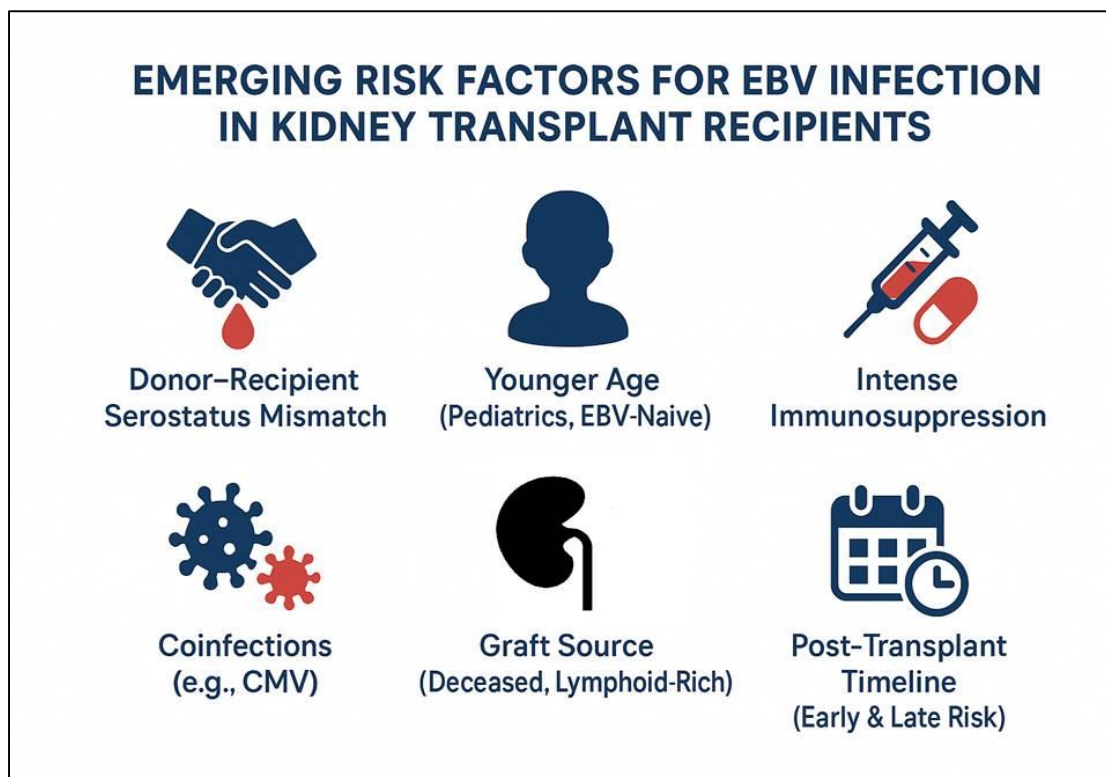 EMERGING RISK FACTORS FOR EBV INFECTION
IN KIDNEY TRANSPLANT RECIPIENTS
Donor–Recipient
Serostatus Mismatch
Younger Age
(Pediatrics, EBV-Naive)
Intense
Immunosuppression
Coinfections
(e.g., CMV)
Graft Source
(Deceased, Lymphoid-Rich)
Post-Transplant
Timeline
(Early & Late Risk)